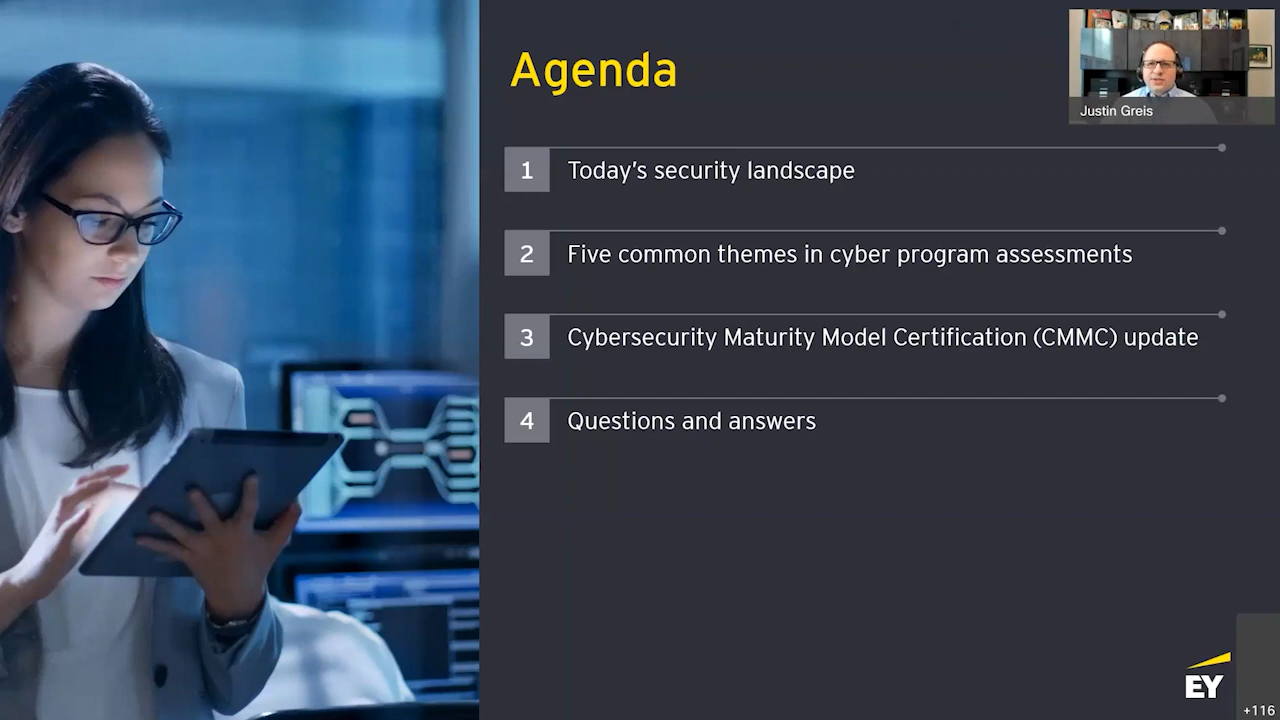 Agenda
Justin Greis
1 Today's security landscape
2 Five common themes in cyber program assessments
3 Cybersecurity Maturity Model Certification (CMMC) update
4 Questions and answers
EY
+116